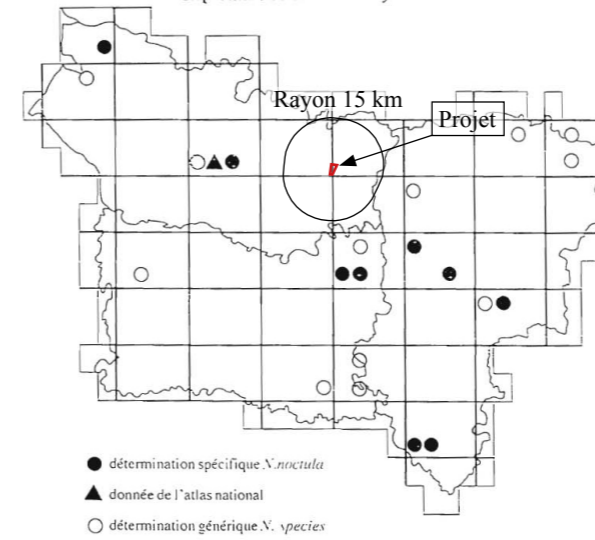 Rayon 15 km
Projet
● détermination spécifique N.noctula
▲ donnée de l'atlas national
○ détermination générique N. species